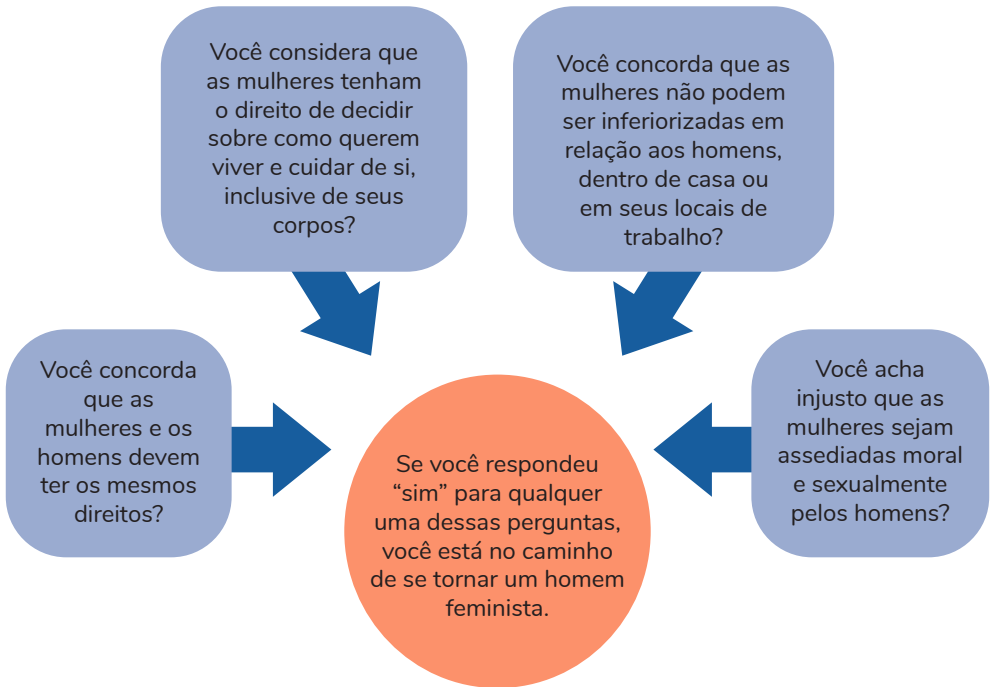 Você considera que
as mulheres tenham
o direito de decidir
sobre como querem
viver e cuidar de si,
inclusive de seus
corpos?
Você concorda que as
mulheres não podem
ser inferiorizadas em
relação aos homens,
dentro de casa ou
em seus locais de
trabalho?
Você concorda
que as
mulheres e os
homens devem
ter os mesmos
direitos?
Você acha
injusto que as
mulheres sejam
assediadas moral
e sexualmente
pelos homens?
Se você respondeu
“sim” para qualquer
uma dessas perguntas,
você está no caminho
de se tornar um homem
feminista.